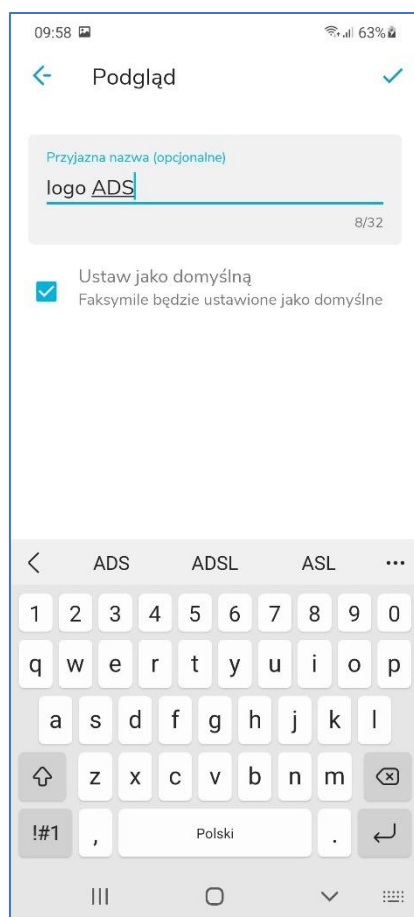 09:58 63%
Podgląd
Przyjazna nazwa (opcjonalne)
logo ADS
8/32
Ustaw jako domyślną
Faksymile będzie ustawione jako domyślne
ADS ADSL ASL
1 2 3 4 5 6 7 8 9 0
q w e r t y u i o p
a s d f g h j k l
z x c v b n m
!#1 , Polski .